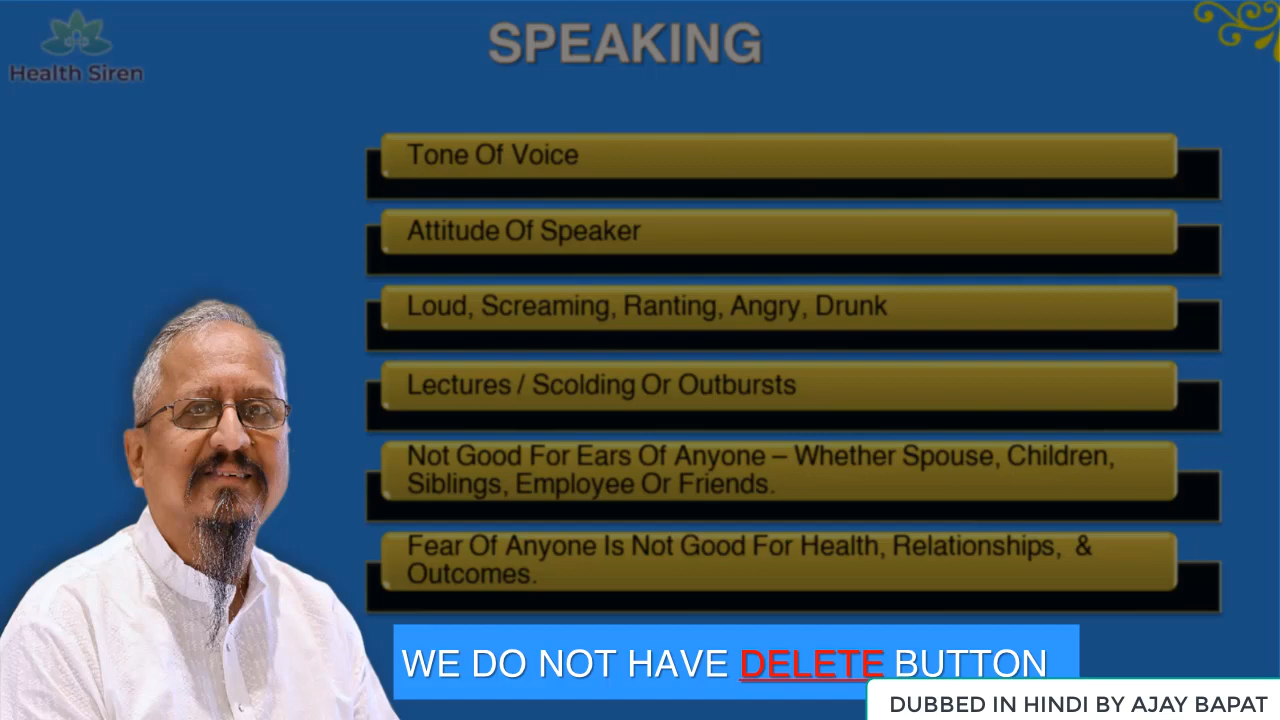 Health Siren
SPEAKING
Tone Of Voice
Attitude Of Speaker
Loud, Screaming, Ranting, Angry, Drunk
Lectures / Scolding Or Outbursts
Not Good For Ears Of Anyone – Whether Spouse, Children,
Siblings, Employee Or Friends.
Fear Of Anyone Is Not Good For Health, Relationships, &
Outcomes.
WE DO NOT HAVE DELETE BUTTON
DUBBED IN HINDI BY AJAY BAPAT